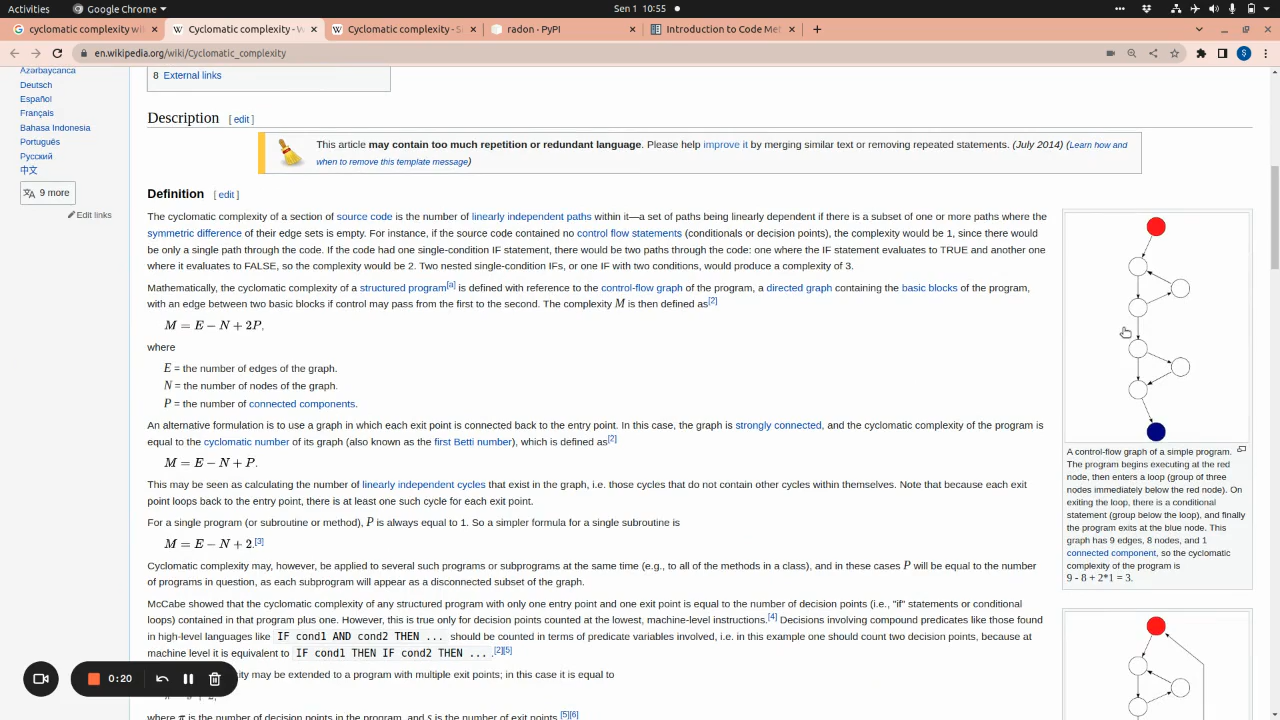 Activities Google Chrome Sen 1 10:55
cyclomatic complexity wi Cyclomatic complexity - W Cyclomatic complexity - S radon - PyPI Introduction to Code Met
en.wikipedia.org/wiki/Cyclomatic_complexity
Azərbaycanca
Deutsch
Español
Français
Bahasa Indonesia
Português
Русский
中文
9 more
Edit links
8 External links
Description [ edit ]
This article may contain too much repetition or redundant language. Please help improve it by merging similar text or removing repeated statements. (July 2014) (Learn how and
when to remove this template message)
Definition [ edit ]
The cyclomatic complexity of a section of source code is the number of linearly independent paths within it—a set of paths being linearly dependent if there is a subset of one or more paths where the
symmetric difference of their edge sets is empty. For instance, if the source code contained no control flow statements (conditionals or decision points), the complexity would be 1, since there would
be only a single path through the code. If the code had one single-condition IF statement, there would be two paths through the code: one where the IF statement evaluates to TRUE and another one
where it evaluates to FALSE, so the complexity would be 2. Two nested single-condition IFs, or one IF with two conditions, would produce a complexity of 3.
Mathematically, the cyclomatic complexity of a structured program[a] is defined with reference to the control-flow graph of the program, a directed graph containing the basic blocks of the program,
with an edge between two basic blocks if control may pass from the first to the second. The complexity M is then defined as[2]
M = E − N + 2P,
where
E = the number of edges of the graph.
N = the number of nodes of the graph.
P = the number of connected components.
An alternative formulation is to use a graph in which each exit point is connected back to the entry point. In this case, the graph is strongly connected, and the cyclomatic complexity of the program is
equal to the cyclomatic number of its graph (also known as the first Betti number), which is defined as[2]
M = E − N + P.
This may be seen as calculating the number of linearly independent cycles that exist in the graph, i.e. those cycles that do not contain other cycles within themselves. Note that because each exit
point loops back to the entry point, there is at least one such cycle for each exit point.
For a single program (or subroutine or method), P is always equal to 1. So a simpler formula for a single subroutine is
M = E − N + 2.[3]
Cyclomatic complexity may, however, be applied to several such programs or subprograms at the same time (e.g., to all of the methods in a class), and in these cases P will be equal to the number
of programs in question, as each subprogram will appear as a disconnected subset of the graph.
McCabe showed that the cyclomatic complexity of any structured program with only one entry point and one exit point is equal to the number of decision points (i.e., "if" statements or conditional
loops) contained in that program plus one. However, this is true only for decision points counted at the lowest, machine-level instructions.[4] Decisions involving compound predicates like those found
in high-level languages like IF cond1 AND cond2 THEN ... should be counted in terms of predicate variables involved, i.e. in this example one should count two decision points, because at
machine level it is equivalent to IF cond1 THEN IF cond2 THEN ... .[2][5]
may be extended to a program with multiple exit points; in this case it is equal to
where π is the number of decision points in the program, and s is the number of exit points.[5][6]
A control-flow graph of a simple program.
The program begins executing at the red
node, then enters a loop (group of three
nodes immediately below the red node). On
exiting the loop, there is a conditional
statement (group below the loop), and finally
the program exits at the blue node. This
graph has 9 edges, 8 nodes, and 1
connected component, so the cyclomatic
complexity of the program is
9 - 8 + 2*1 = 3.
0:20